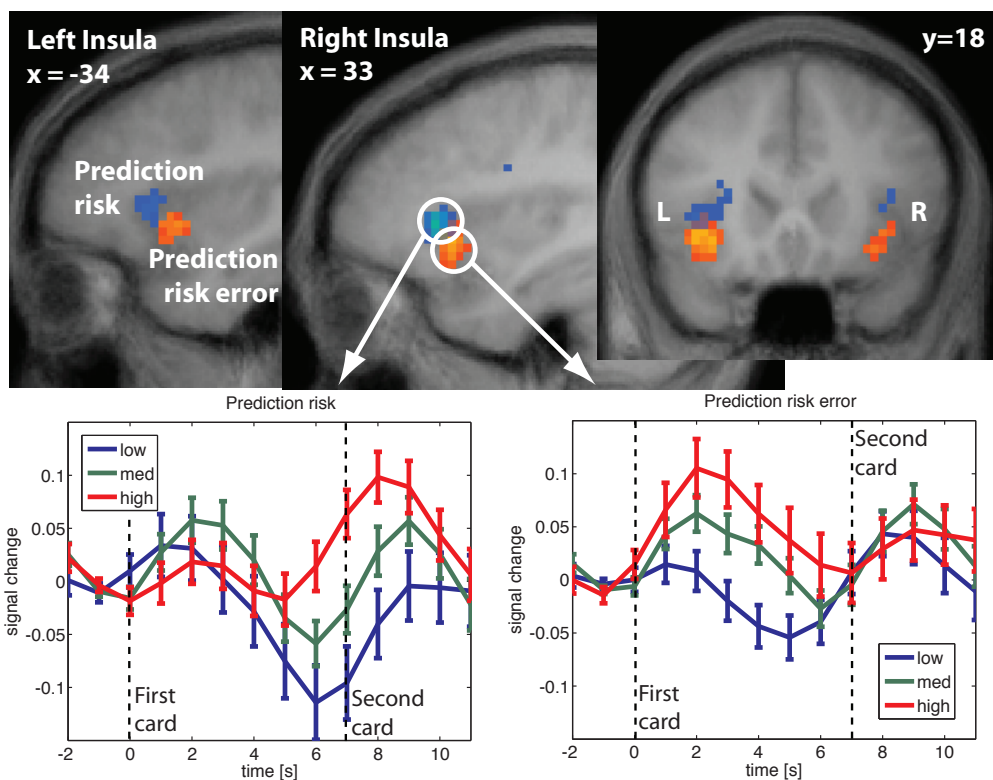 Left Insula
x = -34
Right Insula
x = 33
y=18
Prediction
risk
Prediction
risk error
L
R
Prediction risk
signal change
0.1
0.05
0
-0.05
-0.1
low
med
high
First
card
Second
card
-2 0 2 4 6 8 10
time [s]
Prediction risk error
signal change
0.1
0.05
0
-0.05
-0.1
Second
card
First
card
low
med
high
-2 0 2 4 6 8 10
time [s]